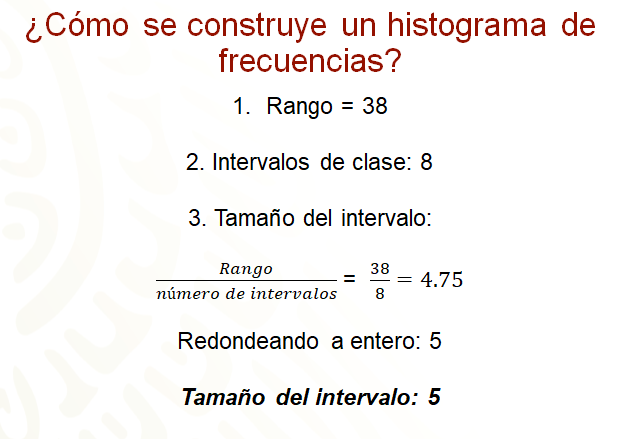 ¿Cómo se construye un histograma de
frecuencias?
1. Rango = 38
2. Intervalos de clase: 8
3. Tamaño del intervalo:
Rango / número de intervalos = 38/8 = 4.75
Redondeando a entero: 5
Tamaño del intervalo: 5